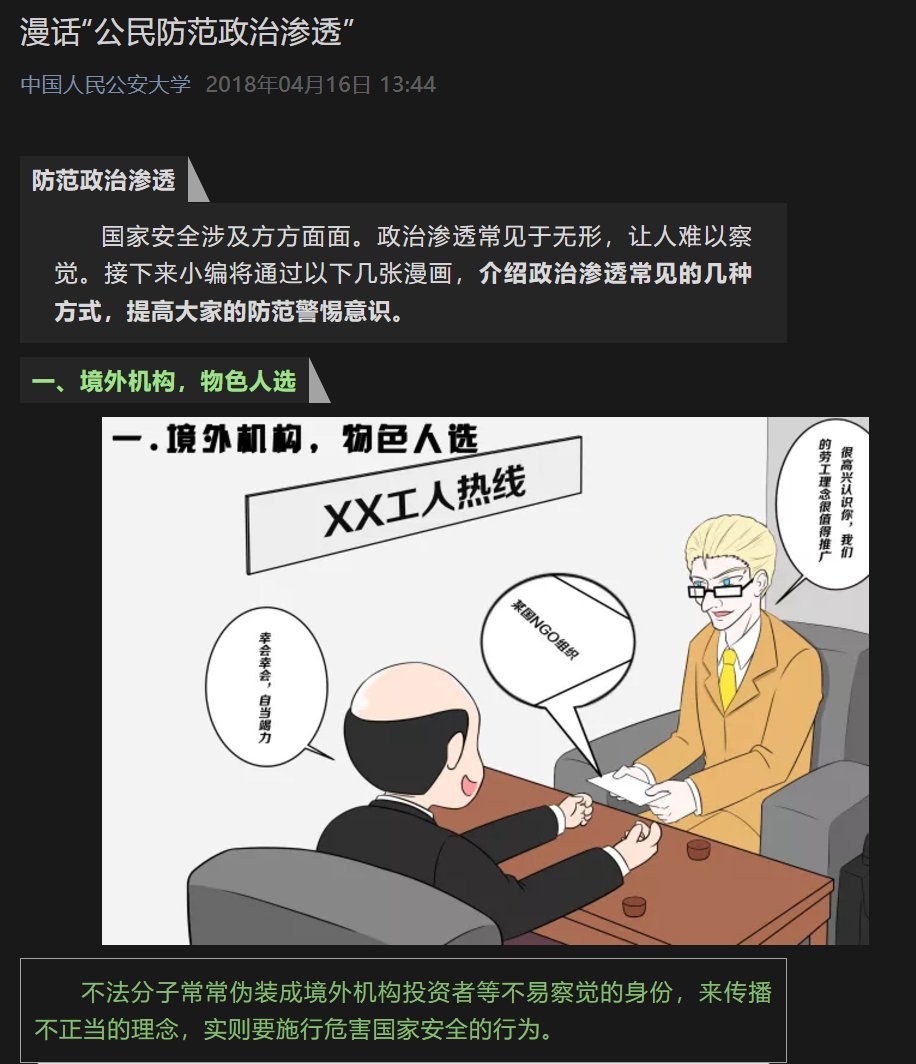 漫话“公民防范政治渗透”
中国人民公安大学 2018年04月16日 13:44
防范政治渗透
国家安全涉及方方面面。政治渗透常见于无形，让人难以察
觉。接下来小编将通过以下几张漫画，介绍政治渗透常见的几种
方式，提高大家的防范警惕意识。
一、境外机构，物色人选
一.境外机构，物色人选
XX工人热线
很高兴认识你，我们
的劳工理念很值得推广
某国NGO组织
幸会幸会，自当竭力
不法分子常常伪装成境外机构投资者等不易察觉的身份，来传播
不正当的理念，实则要施行危害国家安全的行为。